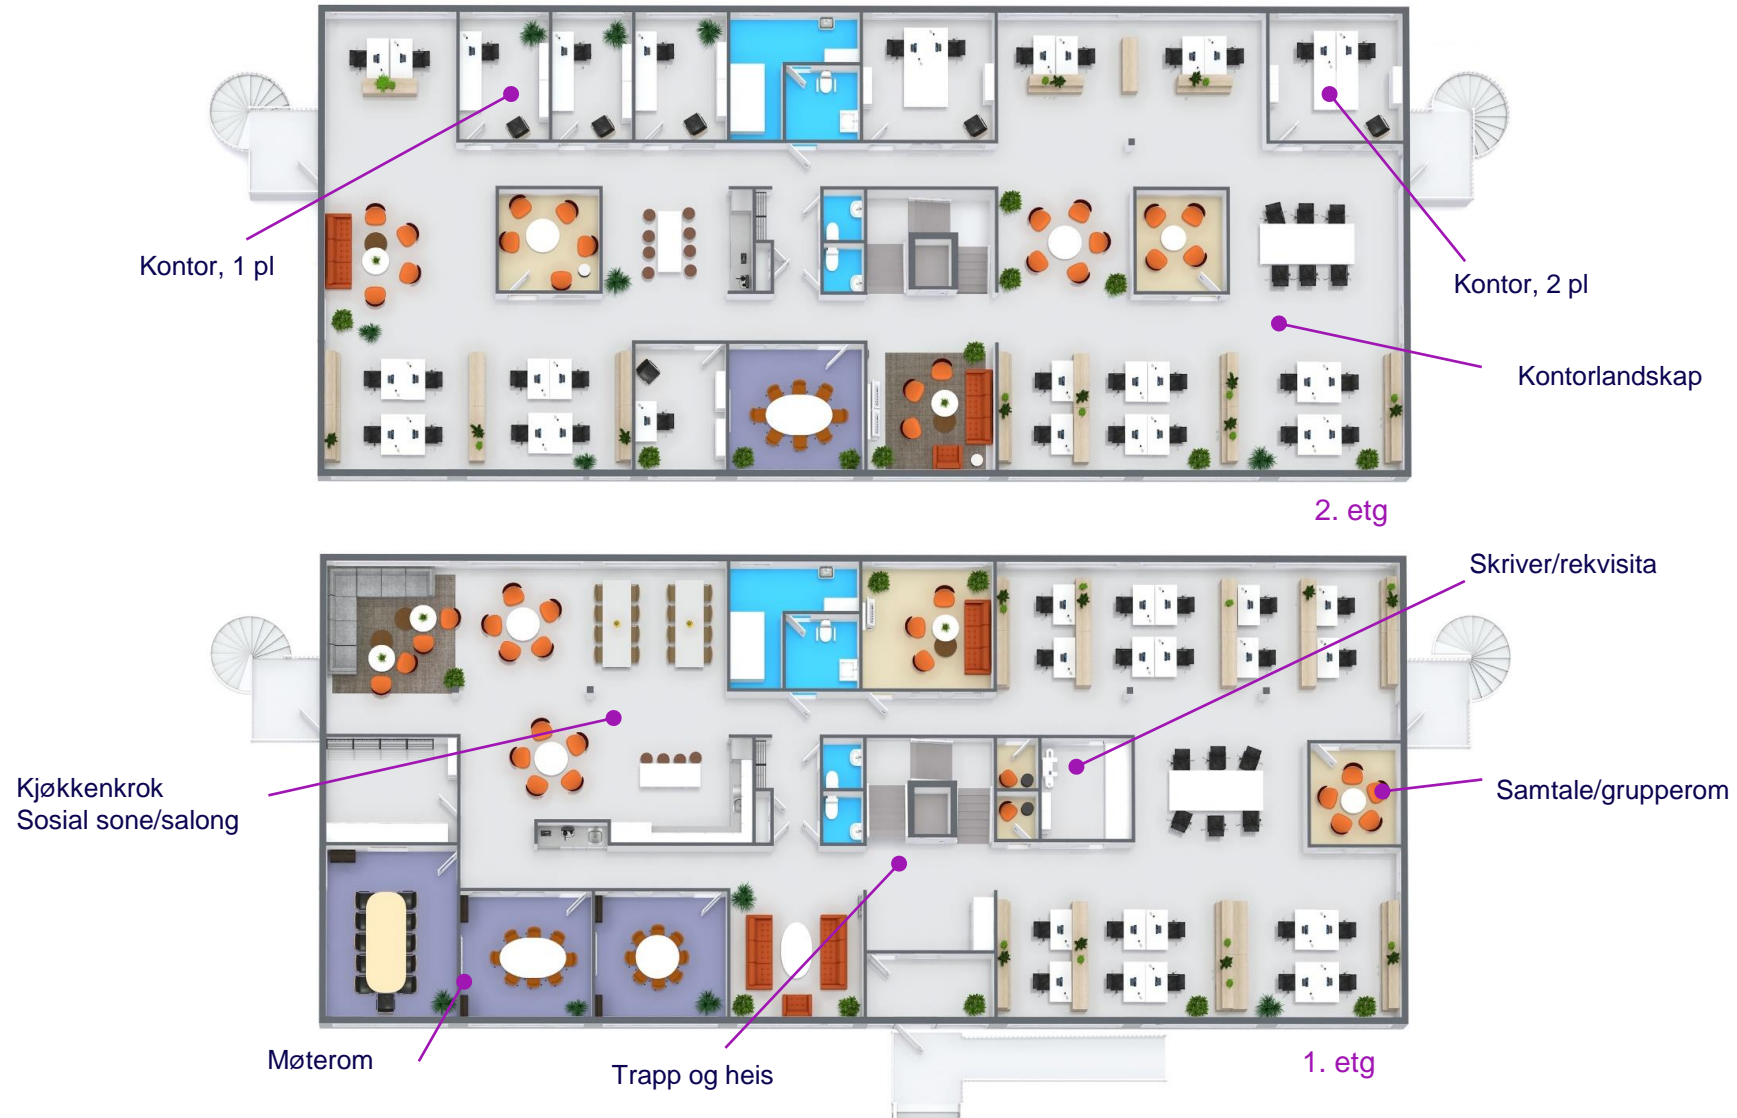 Kontor, 1 pl
Kontor, 2 pl
Kontorlandskap
2. etg
Skriver/rekvisita
Kjøkkenkrok
Sosial sone/salong
Samtale/grupperom
Møterom
Trapp og heis
1. etg